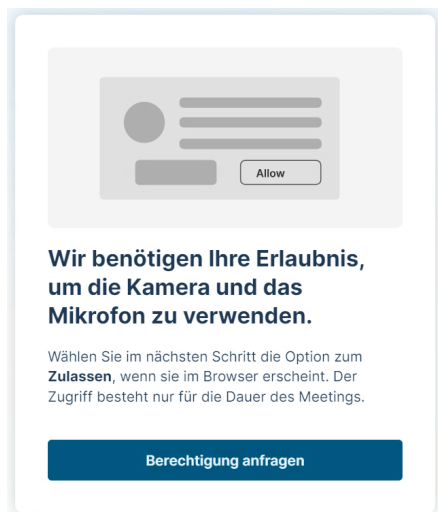 Allow
Wir benötigen Ihre Erlaubnis,
um die Kamera und das
Mikrofon zu verwenden.
Wählen Sie im nächsten Schritt die Option zum
Zulassen, wenn sie im Browser erscheint. Der
Zugriff besteht nur für die Dauer des Meetings.
Berechtigung anfragen